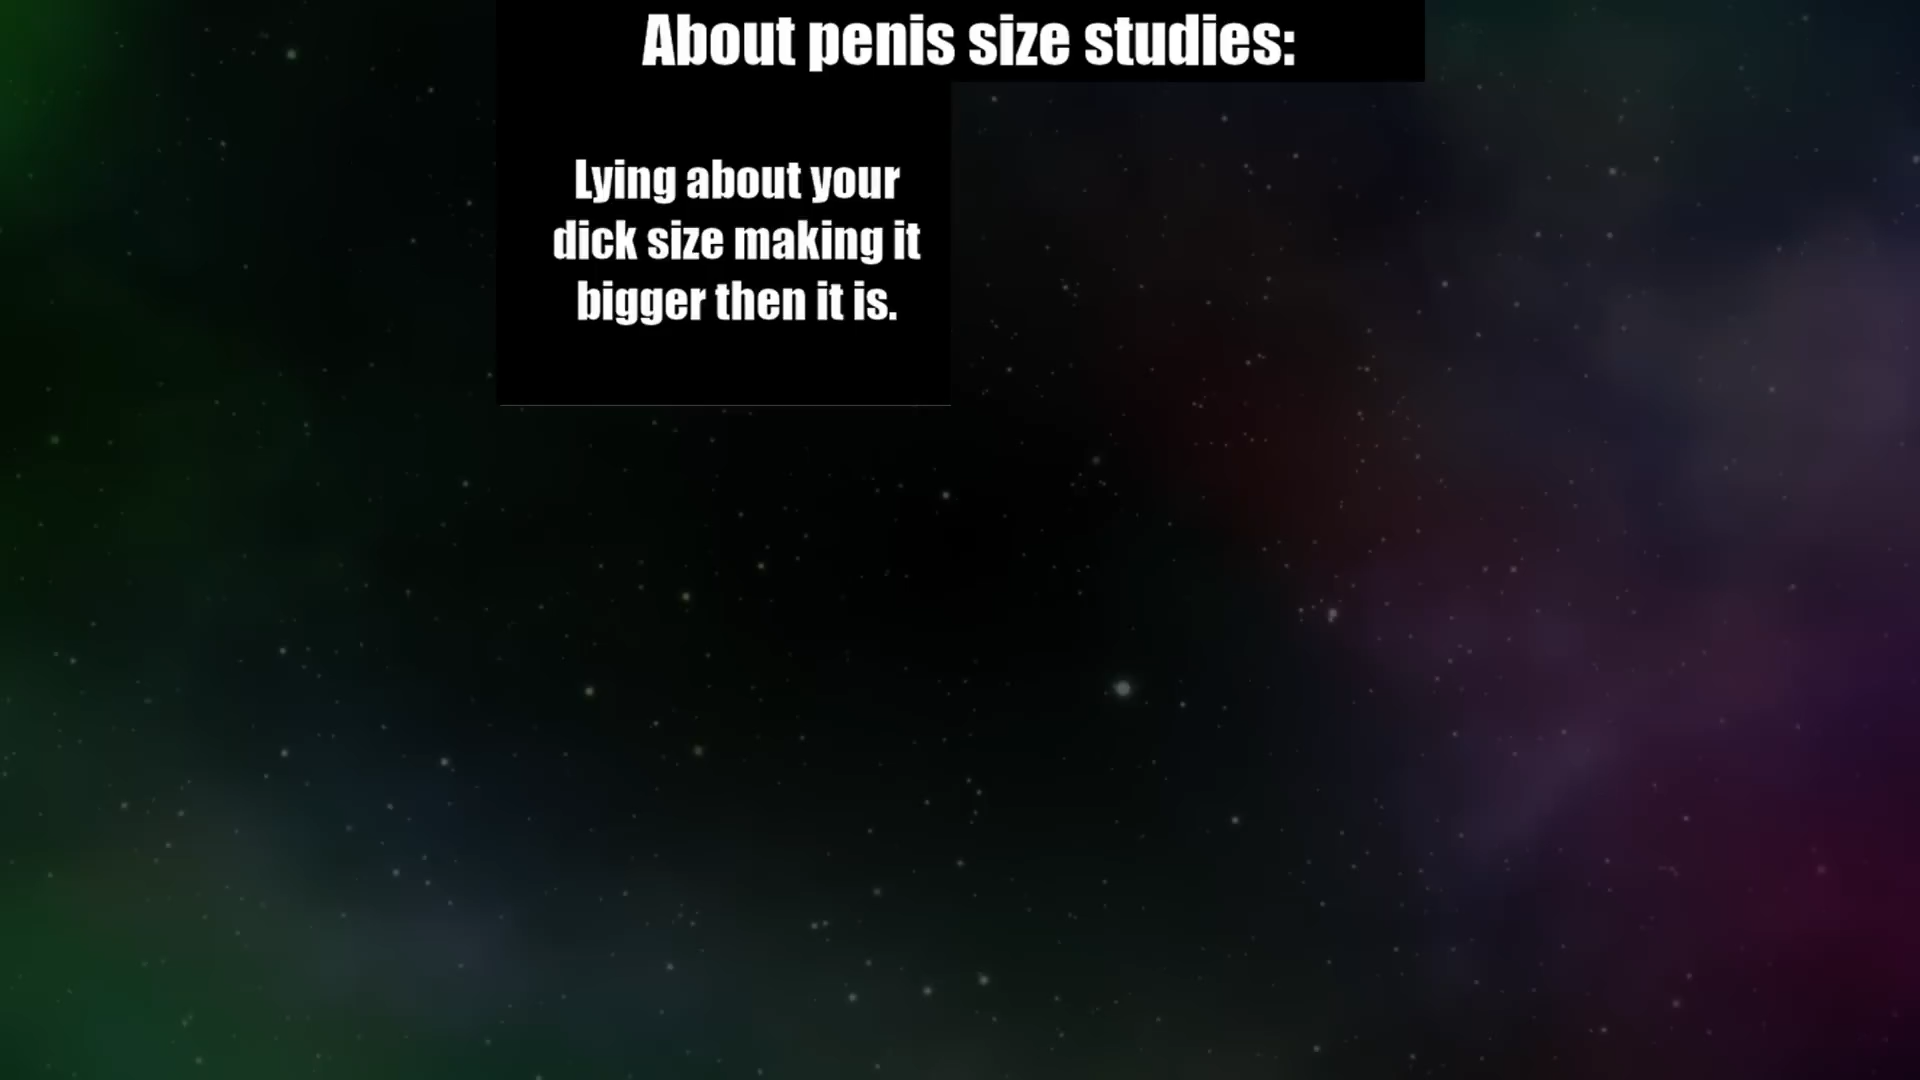 About penis size studies:
Lying about your
dick size making it
bigger then it is.